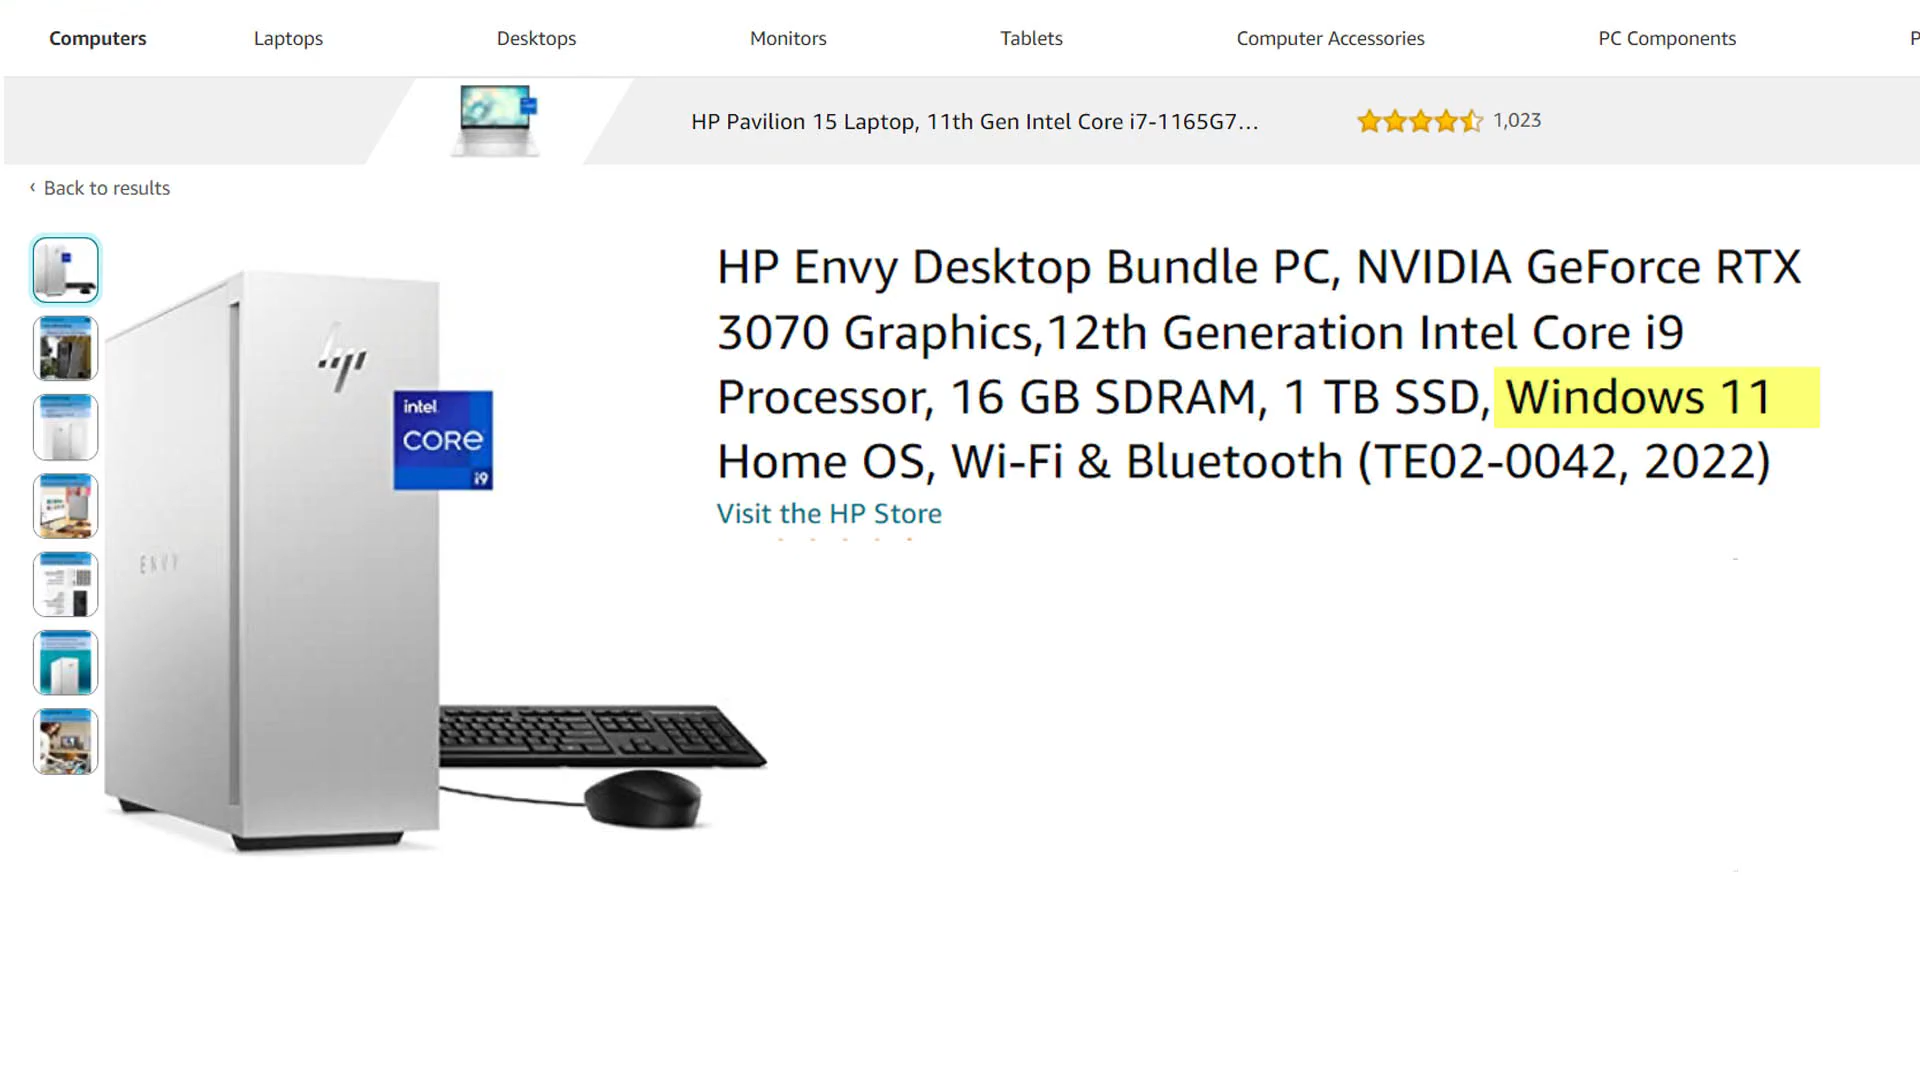 Computers Laptops Desktops Monitors Tablets Computer Accessories PC Components P
HP Pavilion 15 Laptop, 11th Gen Intel Core i7-1165G7... 1,023
‹ Back to results
HP Envy Desktop Bundle PC, NVIDIA GeForce RTX
3070 Graphics,12th Generation Intel Core i9
Processor, 16 GB SDRAM, 1 TB SSD, Windows 11
Home OS, Wi-Fi & Bluetooth (TE02-0042, 2022)
Visit the HP Store
hp
intel
CORE
i9
ENVY